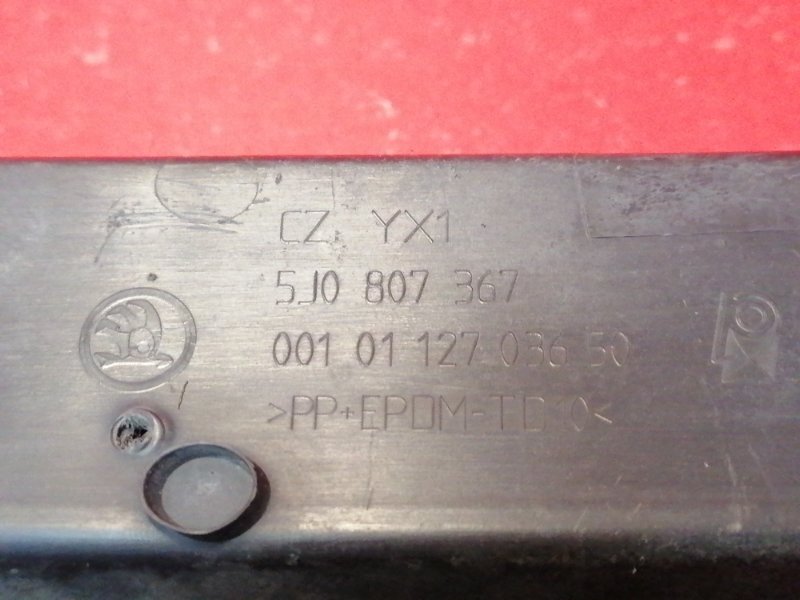 CZ YX1
5J0 807 367
001 01 127 036 50
>PP+EPDM-TD10<